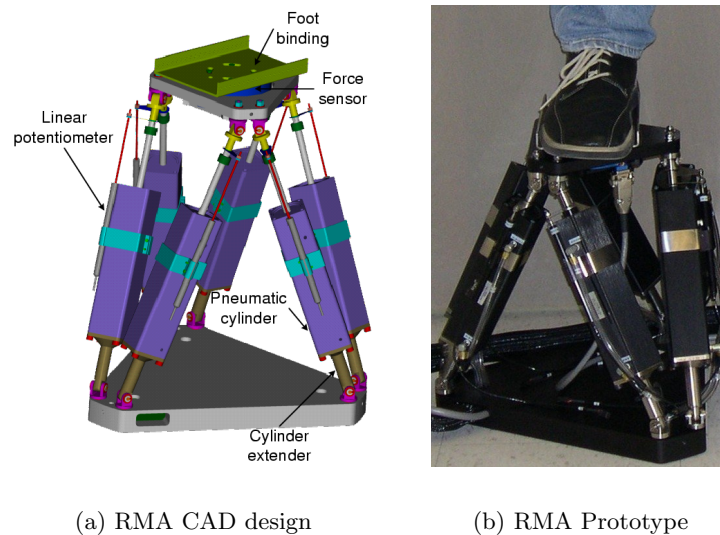 Foot
binding
Force
sensor
Linear
potentiometer
Pneumatic
cylinder
Cylinder
extender
(a) RMA CAD design
(b) RMA Prototype